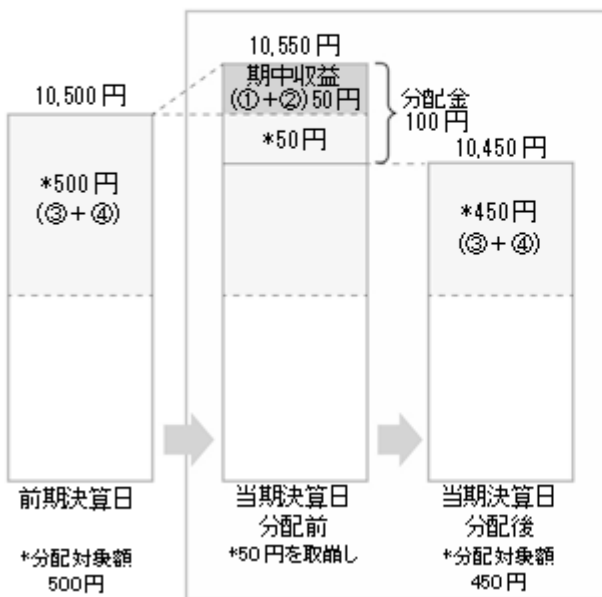 10,550円
期中収益
(①+②)50円
分配金
100円
10,500円
*50円
10,450円
*500円
(③+④)
*450円
(③+④)
前期決算日
*分配対象額
500円
当期決算日
分配前
*50円を取崩し
当期決算日
分配後
*分配対象額
450円